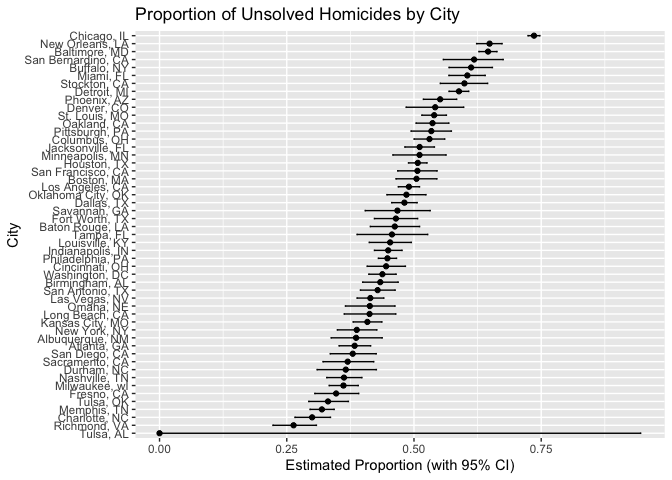 Proportion of Unsolved Homicides by City
City
Chicago, IL
New Orleans, LA
Baltimore, MD
San Bernardino, CA
Buffalo, NY
Miami, FL
Stockton, CA
Detroit, MI
Phoenix, AZ
Denver, CO
St. Louis, MO
Oakland, CA
Pittsburgh, PA
Columbus, OH
Jacksonville, FL
Minneapolis, MN
Houston, TX
San Francisco, CA
Boston, MA
Los Angeles, CA
Oklahoma City, OK
Dallas, TX
Savannah, GA
Fort Worth, TX
Baton Rouge, LA
Tampa, FL
Louisville, KY
Indianapolis, IN
Philadelphia, PA
Cincinnati, OH
Washington, DC
Birmingham, AL
San Antonio, TX
Las Vegas, NV
Omaha, NE
Long Beach, CA
Kansas City, MO
New York, NY
Albuquerque, NM
Atlanta, GA
San Diego, CA
Sacramento, CA
Durham, NC
Nashville, TN
Milwaukee, wI
Fresno, CA
Tulsa, OK
Memphis, TN
Charlotte, NC
Richmond, VA
Tulsa, AL
0.00 0.25 0.50 0.75
Estimated Proportion (with 95% CI)